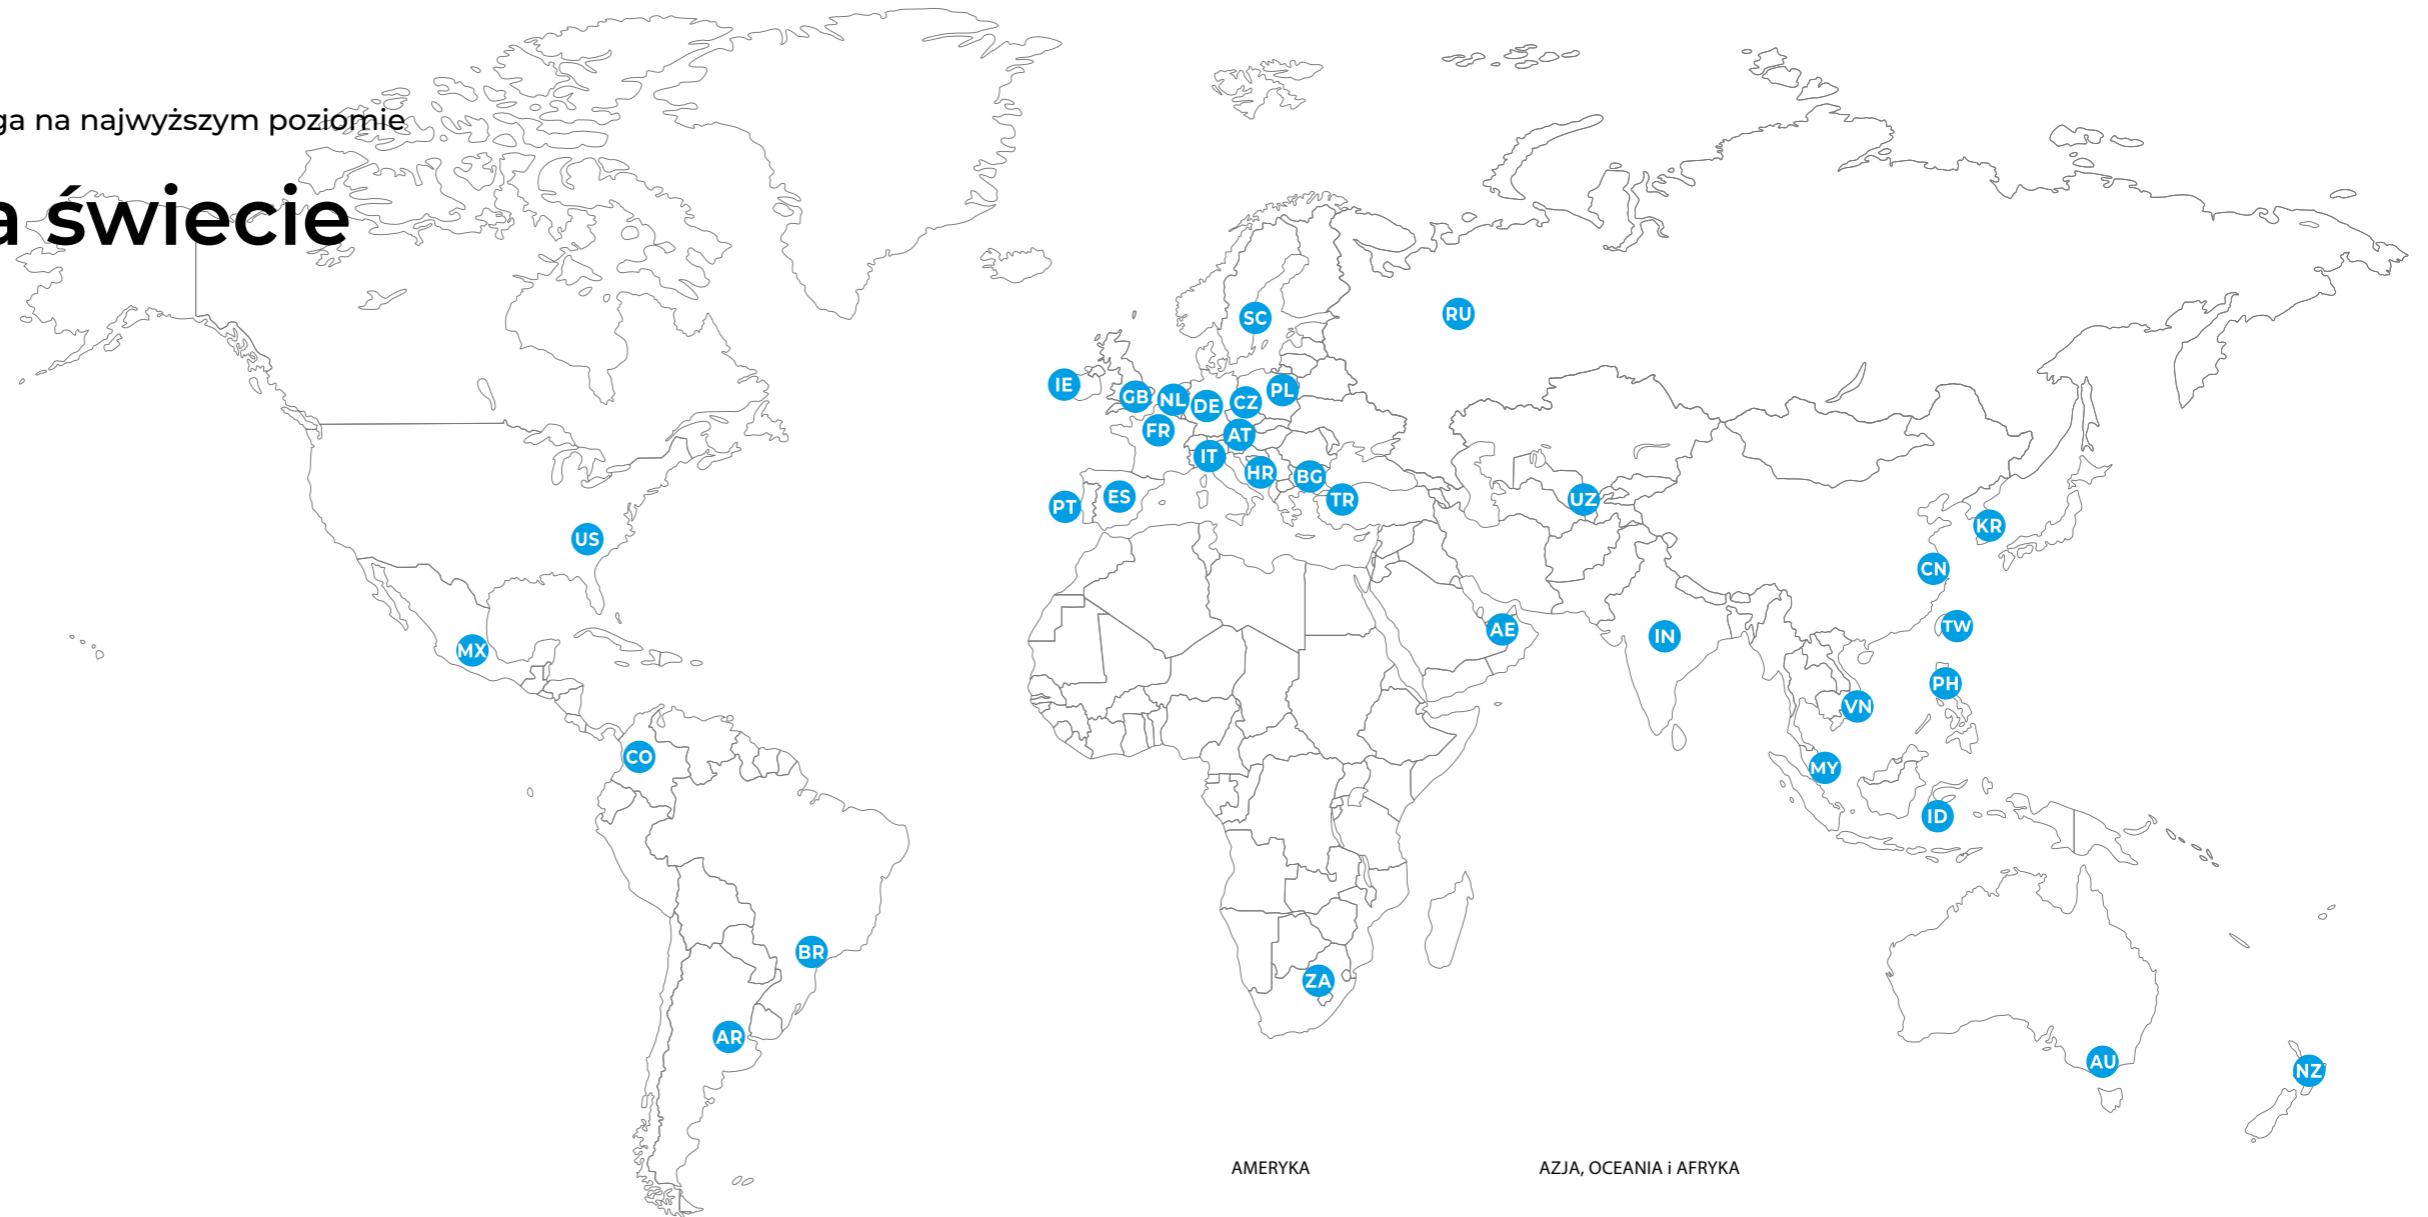 ga na najwyższym poziomie
a świecie
RU
SC
IE
GB
NL
DE
CZ
PL
FR
AT
IT
HR
BG
PT
ES
TR
UZ
US
KR
CN
MX
AE
IN
TW
PH
VN
CO
MY
ID
BR
ZA
AR
AU
NZ
AMERYKA
AZJA, OCEANIA i AFRYKA